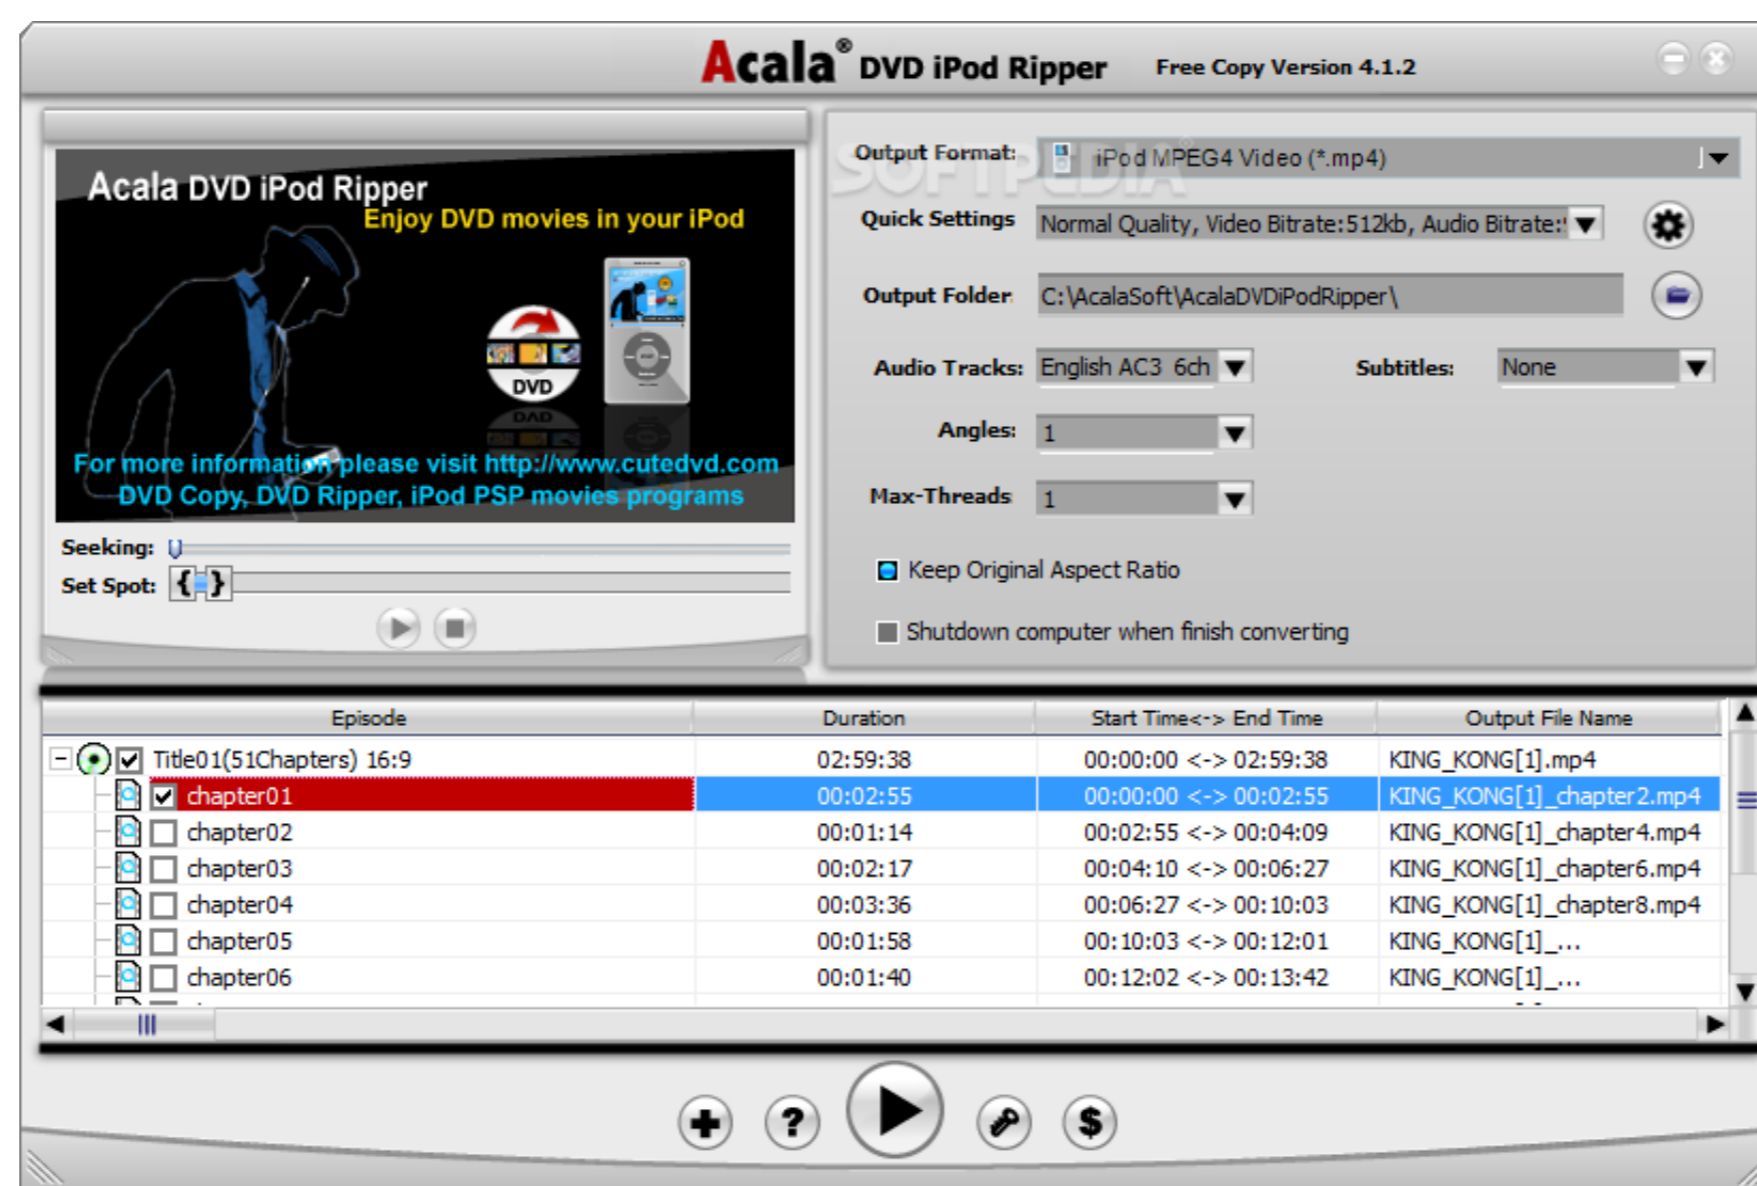 Acala® DVD iPod Ripper Free Copy Version 4.1.2
Acala DVD iPod Ripper
Enjoy DVD movies in your iPod
DVD
For more information please visit http://www.cutedvd.com
DVD Copy, DVD Ripper, iPod PSP movies programs
Seeking:
Set Spot: { }
SOFTPEDIA®
Output Format: iPod MPEG4 Video (*.mp4)
Quick Settings Normal Quality, Video Bitrate:512kb, Audio Bitrate:
Output Folder: C:\AcalaSoft\AcalaDVDiPodRipper\
Audio Tracks: English AC3 6ch Subtitles: None
Angles: 1
Max-Threads 1
Keep Original Aspect Ratio
Shutdown computer when finish converting
Episode Duration Start Time<-> End Time Output File Name
Title01(51Chapters) 16:9 02:59:38 00:00:00 <-> 02:59:38 KING_KONG[1].mp4
chapter01 00:02:55 00:00:00 <-> 00:02:55 KING_KONG[1]_chapter2.mp4
chapter02 00:01:14 00:02:55 <-> 00:04:09 KING_KONG[1]_chapter4.mp4
chapter03 00:02:17 00:04:10 <-> 00:06:27 KING_KONG[1]_chapter6.mp4
chapter04 00:03:36 00:06:27 <-> 00:10:03 KING_KONG[1]_chapter8.mp4
chapter05 00:01:58 00:10:03 <-> 00:12:01 KING_KONG[1]_...
chapter06 00:01:40 00:12:02 <-> 00:13:42 KING_KONG[1]_...
? $